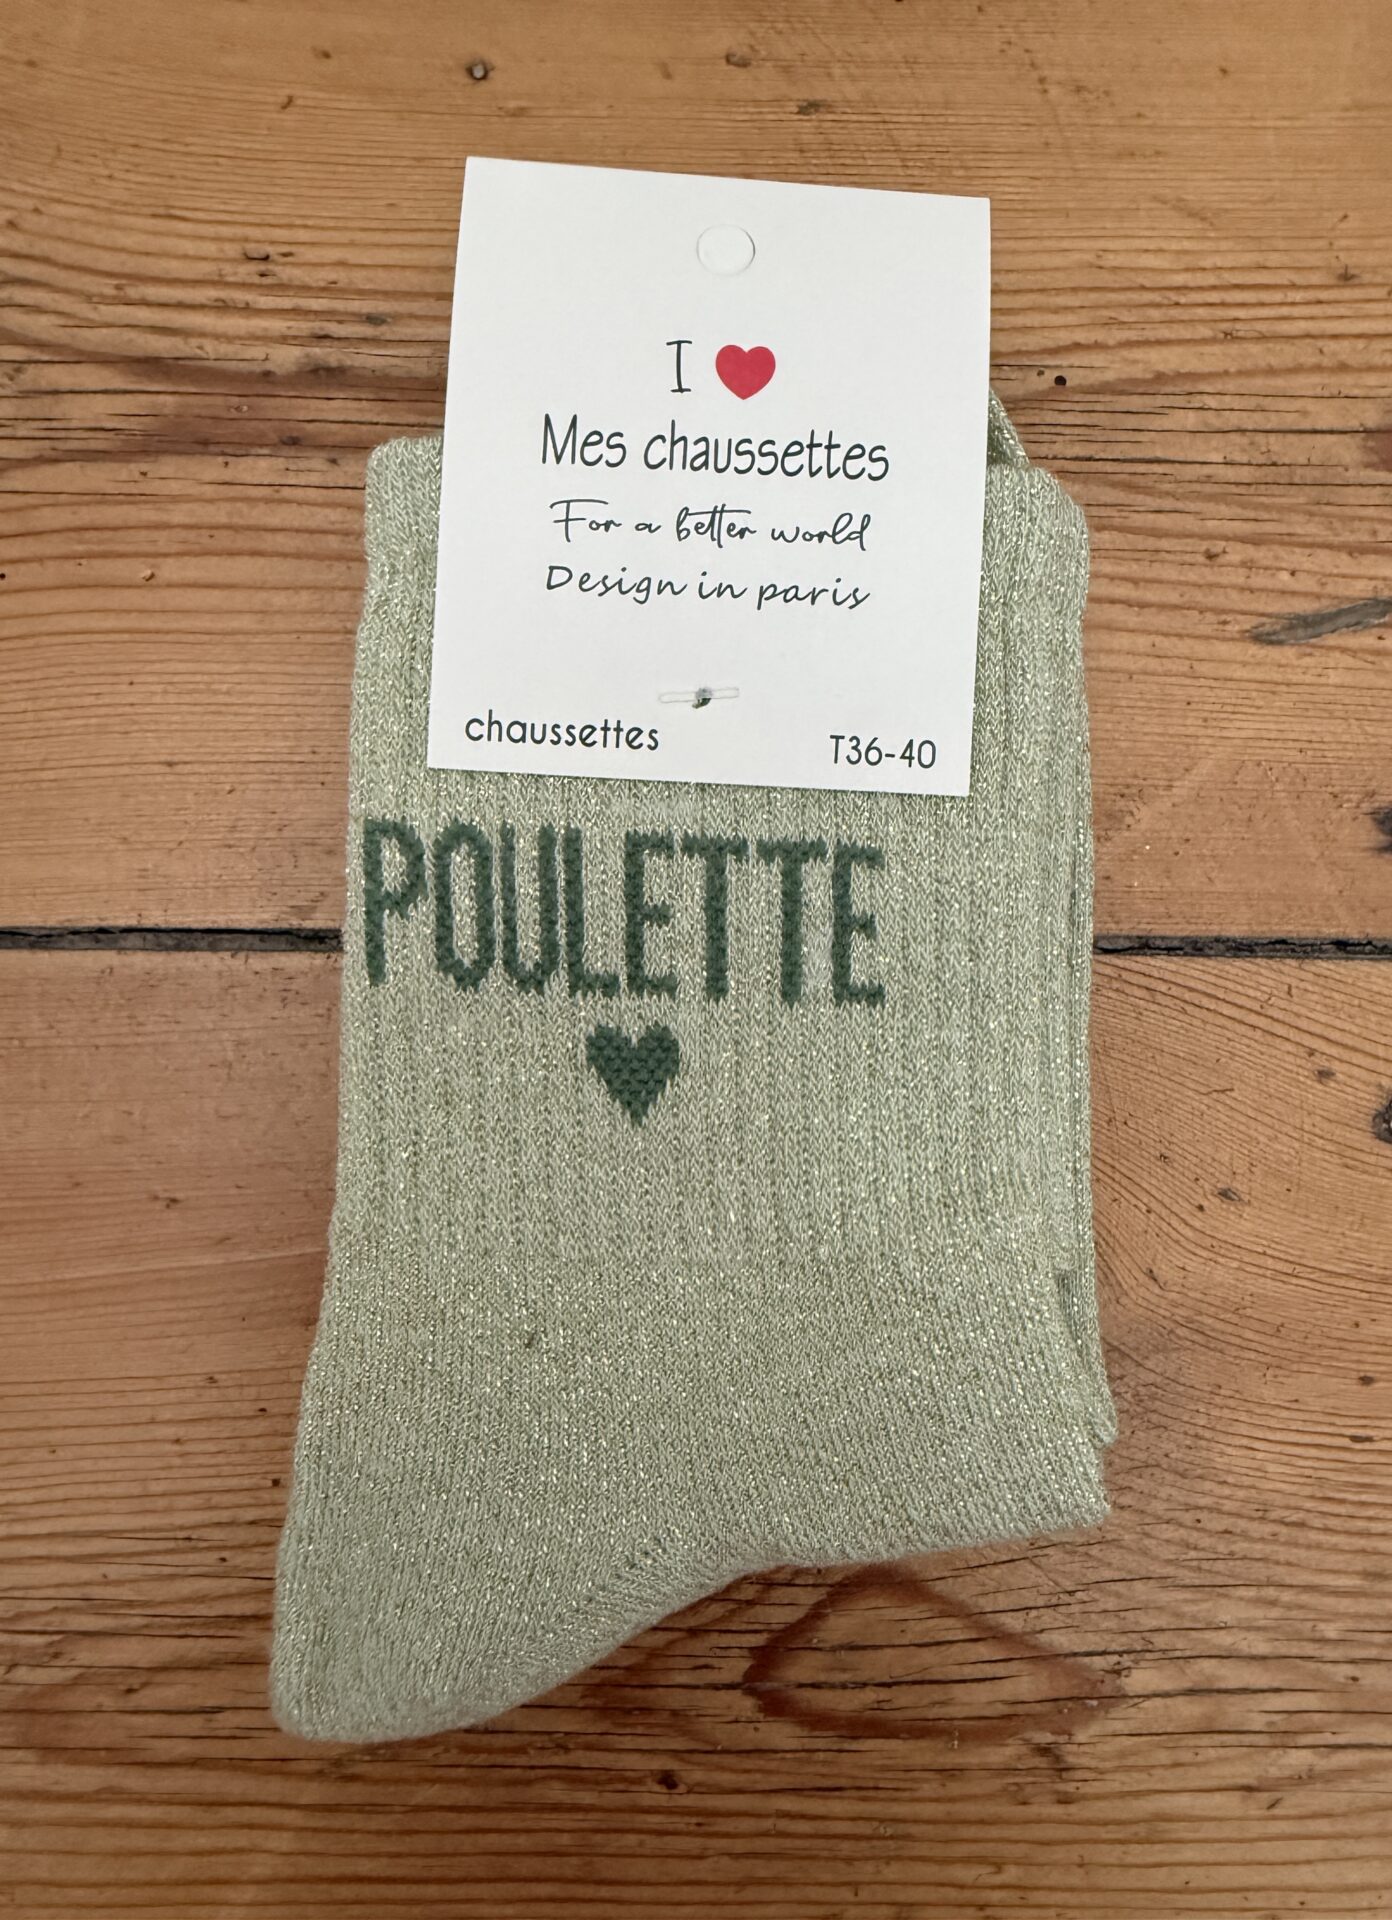 I ❤
Mes chaussettes
For a better world
Design in paris
chaussettes T36-40
POULETTE
♥